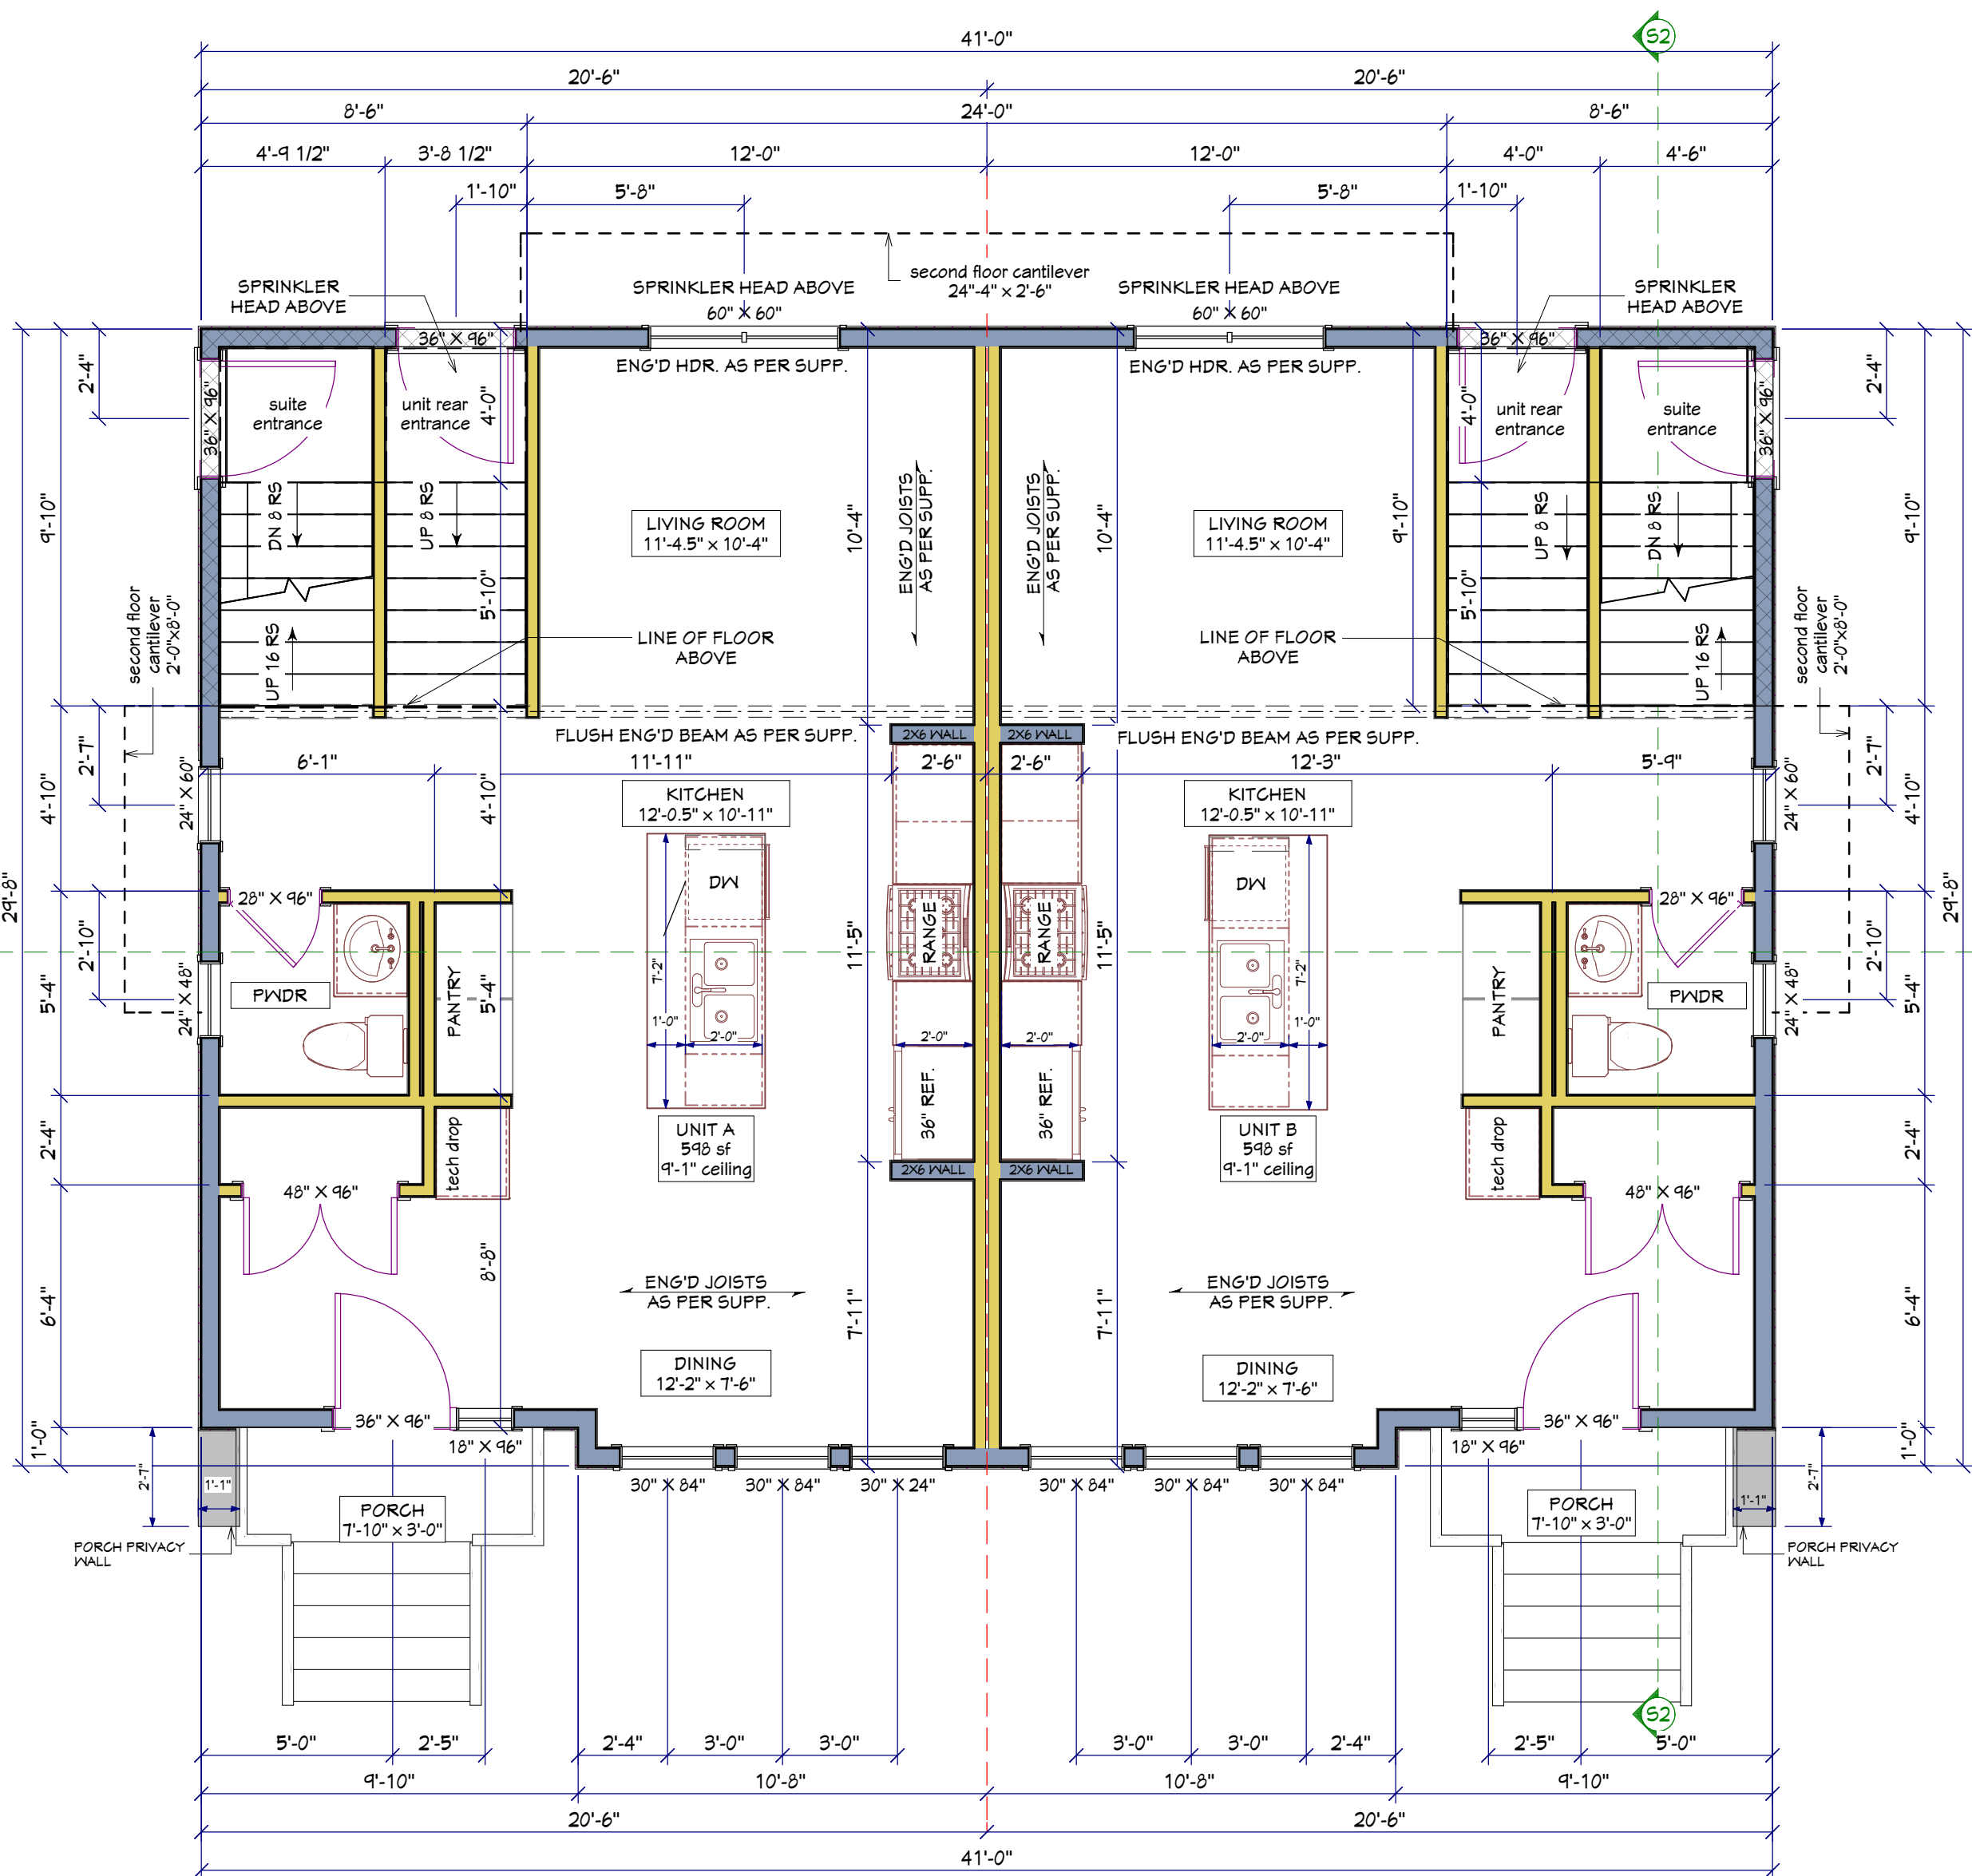 41'-0"
S2
20'-6" 20'-6"
8'-6" 24'-0" 8'-6"
4'-9 1/2" 3'-8 1/2" 12'-0" 12'-0" 4'-0" 4'-6"
1'-10" 5'-8" 5'-8" 1'-10"
SPRINKLER
HEAD ABOVE
SPRINKLER HEAD ABOVE
60" X 60"
second floor cantilever
24"-4" x 2'-6"
SPRINKLER HEAD ABOVE
60" X 60"
SPRINKLER
HEAD ABOVE
36" X 96"
36" X 96"
ENG'D HDR. AS PER SUPP.
ENG'D HDR. AS PER SUPP.
2'-4"
36" X 96"
suite
entrance
unit rear
entrance
4'-0"
4'-0"
unit rear
entrance
suite
entrance
36" X 96"
2'-4"
9'-10"
DN 8 RS
UP 8 RS
LIVING ROOM
11'-4.5" x 10'-4"
10'-4"
ENG'D JOISTS
AS PER SUPP.
ENG'D JOISTS
AS PER SUPP.
10'-4"
LIVING ROOM
11'-4.5" x 10'-4"
9'-10"
UP 8 RS
DN 8 RS
9'-10"
5'-10"
5'-10"
second floor
cantilever
2'-0"x8'-0"
UP 16 RS
LINE OF FLOOR
ABOVE
LINE OF FLOOR
ABOVE
UP 16 RS
second floor
cantilever
2'-0"x8'-0"
FLUSH ENG'D BEAM AS PER SUPP.
2X6 WALL
2X6 WALL
FLUSH ENG'D BEAM AS PER SUPP.
2'-7"
6'-1" 11'-11" 2'-6" 2'-6" 12'-3" 5'-9"
2'-7"
4'-10"
24" X 60"
4'-10"
KITCHEN
12'-0.5" x 10'-11"
KITCHEN
12'-0.5" x 10'-11"
24" X 60"
4'-10"
29'-8"
28" X 96"
DW
DW
28" X 96"
29'-8"
2'-10"
RANGE
RANGE
2'-10"
11'-5"
11'-5"
5'-4"
24" X 48"
PWDR
PANTRY
5'-4"
7'-2"
1'-0"
2'-0"
2'-0"
2'-0"
2'-0"
7'-2"
1'-0"
PANTRY
PWDR
24" X 48"
5'-4"
2'-4"
tech drop
UNIT A
598 sf
9'-1" ceiling
36" REF.
36" REF.
UNIT B
598 sf
9'-1" ceiling
tech drop
2'-4"
2X6 WALL
2X6 WALL
48" X 96"
48" X 96"
8'-8"
6'-4"
ENG'D JOISTS
AS PER SUPP.
7'-11"
7'-11"
ENG'D JOISTS
AS PER SUPP.
6'-4"
DINING
12'-2" x 7'-6"
DINING
12'-2" x 7'-6"
1'-0"
36" X 96"
18" X 96"
36" X 96"
18" X 96"
1'-0"
2'-7"
1'-1"
30" X 84" 30" X 84" 30" X 24" 30" X 84" 30" X 84" 30" X 84"
1'-1"
2'-7"
PORCH
7'-10" x 3'-0"
PORCH
7'-10" x 3'-0"
PORCH PRIVACY
WALL
PORCH PRIVACY
WALL
S2
5'-0" 2'-5" 2'-4" 3'-0" 3'-0" 3'-0" 3'-0" 2'-4" 2'-5" 5'-0"
9'-10" 10'-8" 10'-8" 9'-10"
20'-6" 20'-6"
41'-0"